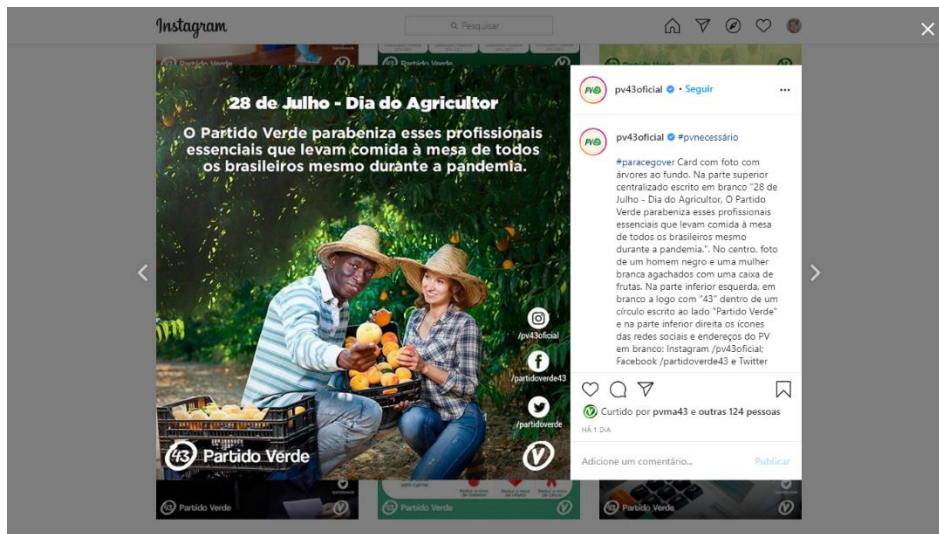 Instagram
Pesquisar
Partido Verde
Partido Verde
Partido Verde
28 de Julho - Dia do Agricultor
O Partido Verde parabeniza esses profissionais
essenciais que levam comida à mesa de todos
os brasileiros mesmo durante a pandemia.
/pv43oficial
/partidoverde43
/partidoverde
43 Partido Verde
V
PV
pv43oficial • Seguir
...
PV
pv43oficial #pvnecessário
#paracegover Card com foto com
árvores ao fundo. Na parte superior
centralizado escrito em branco "28 de
Julho - Dia do Agricultor, O Partido
Verde parabeniza esses profissionais
essenciais que levam comida à mesa
de todos os brasileiros mesmo
durante a pandemia.". No centro, foto
de um homem negro e uma mulher
branca agachados com uma caixa de
frutas. Na parte inferior esquerda, em
branco a logo com "43" dentro de um
círculo escrito ao lado "Partido Verde"
e na parte inferior direita os ícones
das redes sociais e endereços do PV
em branco: Instagram /pv43oficial;
Facebook /partidoverde43 e Twitter
Curtido por pvma43 e outras 124 pessoas
HÁ 1 DIA
Adicione um comentário...
Publicar
Partido Verde
Partido Verde
Partido Verde